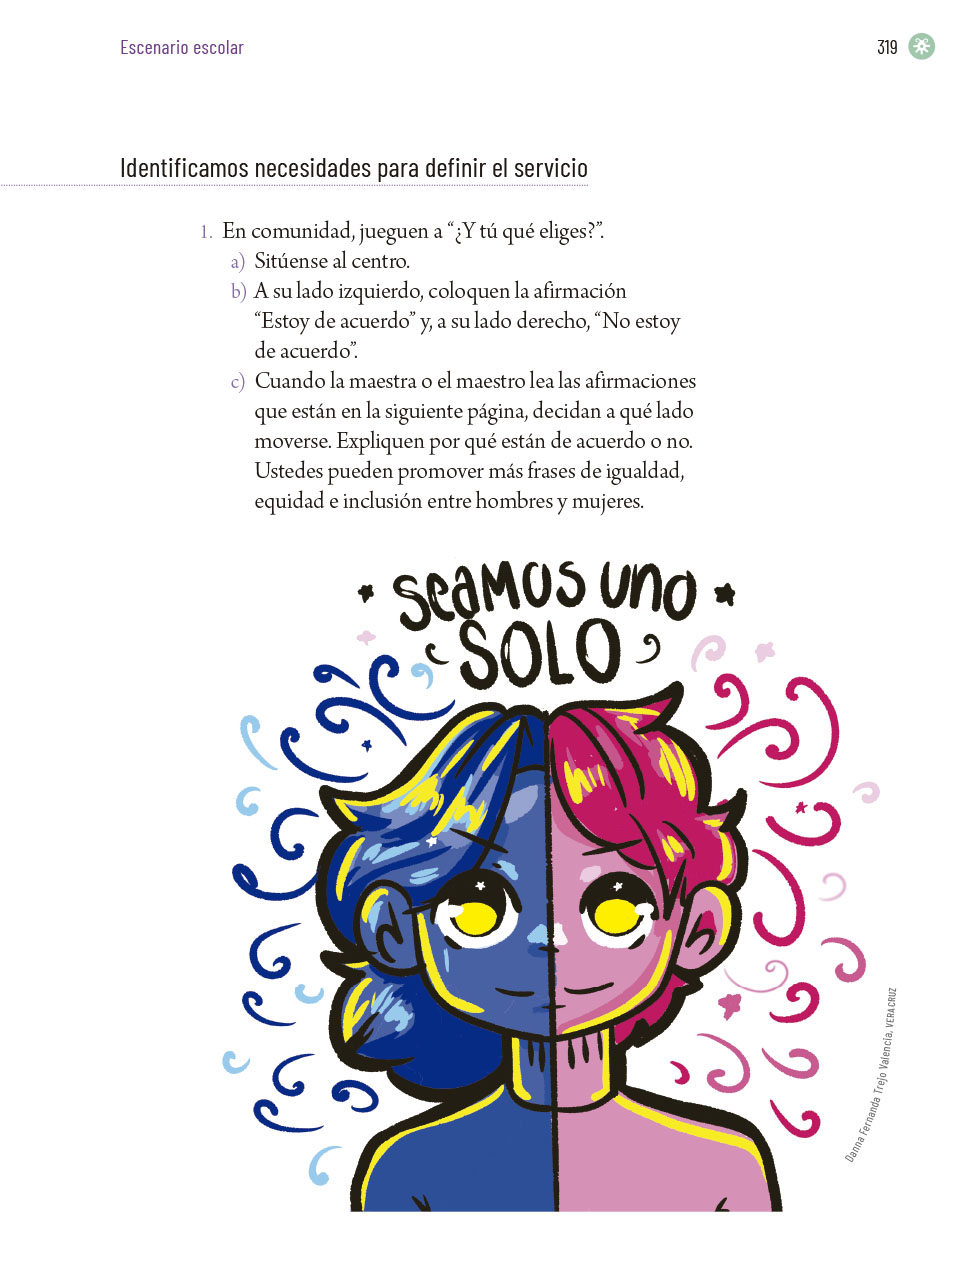 Escenario escolar
319
Identificamos necesidades para definir el servicio
1. En comunidad, jueguen a “¿Y tú qué eliges?”.
a) Sitúense al centro.
b) A su lado izquierdo, coloquen la afirmación
“Estoy de acuerdo” y, a su lado derecho, “No estoy
de acuerdo”.
c) Cuando la maestra o el maestro lea las afirmaciones
que están en la siguiente página, decidan a qué lado
moverse. Expliquen por qué están de acuerdo o no.
Ustedes pueden promover más frases de igualdad,
equidad e inclusión entre hombres y mujeres.
SeAMOS UnO
SOLO
Danna Fernanda Trejo Valencia, VERACRUZ